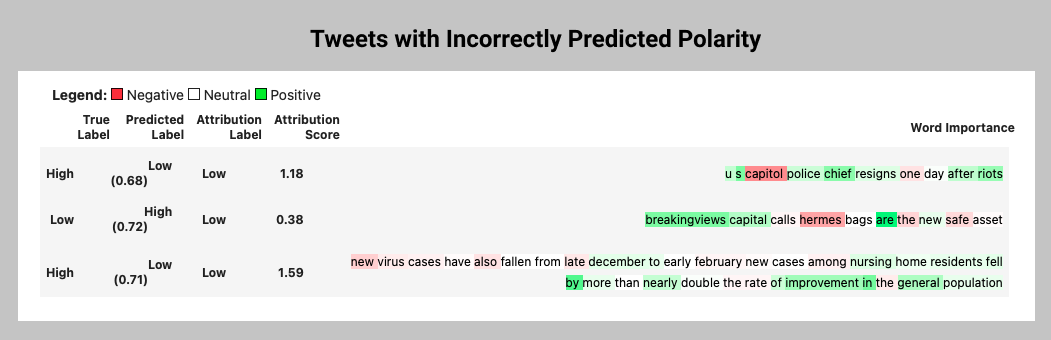 Tweets with Incorrectly Predicted Polarity
Legend: Negative Neutral Positive
True Label Predicted Label Attribution Label Attribution Score Word Importance
High Low (0.68) Low 1.18 u s capitol police chief resigns one day after riots
Low High (0.72) Low 0.38 breakingviews capital calls hermes bags are the new safe asset
High Low (0.71) Low 1.59 new virus cases have also fallen from late december to early february new cases among nursing home residents fell
by more than nearly double the rate of improvement in the general population